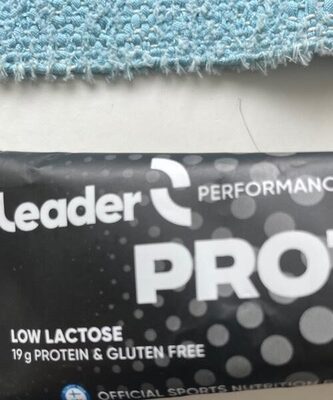 Leader PERFORMANC
PRO
LOW LACTOSE
19 g PROTEIN & GLUTEN FREE
OFFICIAL SPORTS NUTRITION